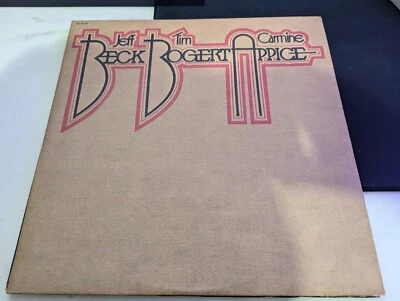 Jeff Tim Carmine
BECK BOGERT APPICE